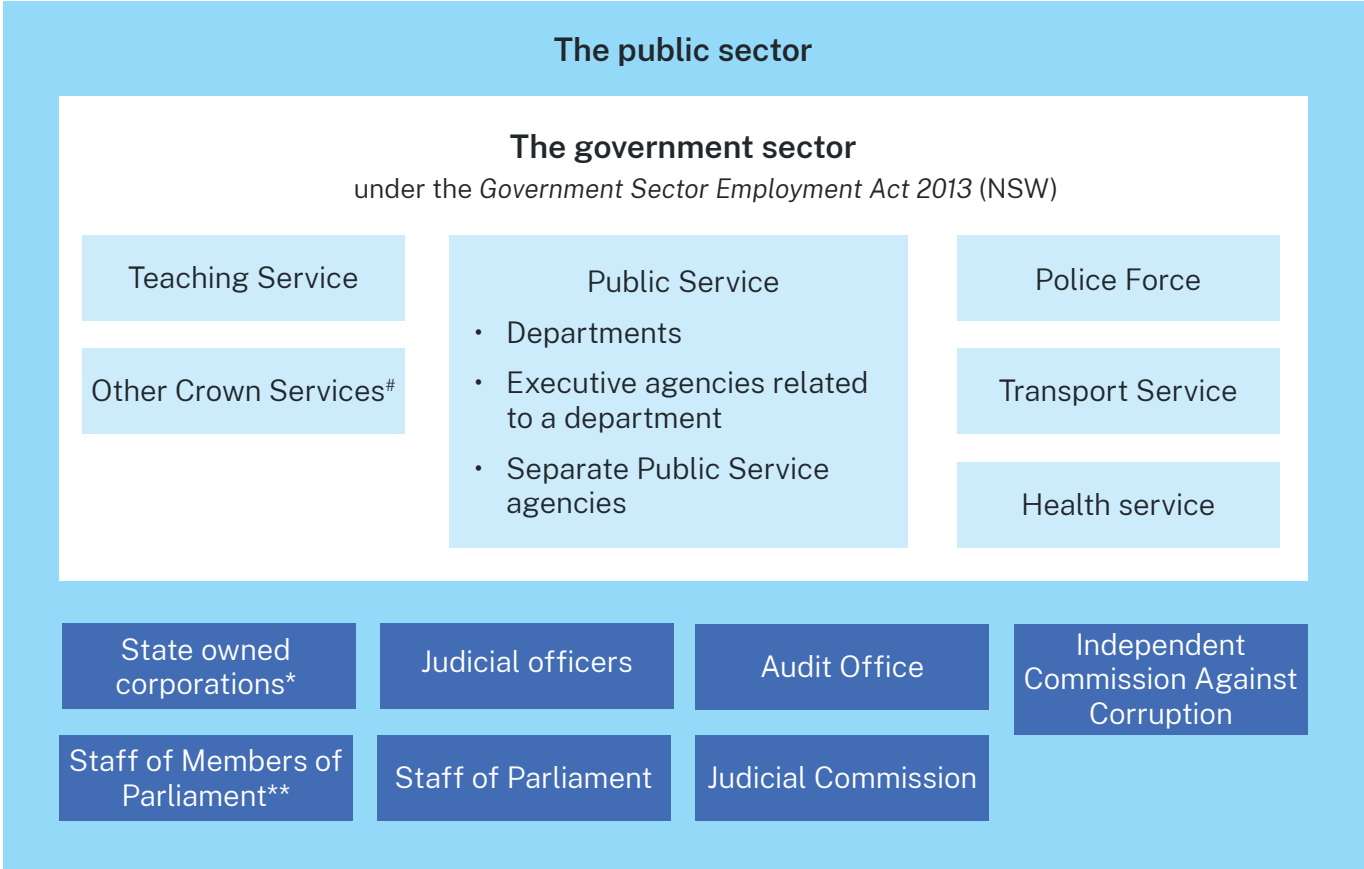 The public sector
The government sector
under the Government Sector Employment Act 2013 (NSW)
Teaching Service
Other Crown Services#
Public Service
• Departments
• Executive agencies related
to a department
• Separate Public Service
agencies
Police Force
Transport Service
Health service
State owned
corporations*
Judicial officers
Audit Office
Independent
Commission Against
Corruption
Staff of Members of
Parliament**
Staff of Parliament
Judicial Commission